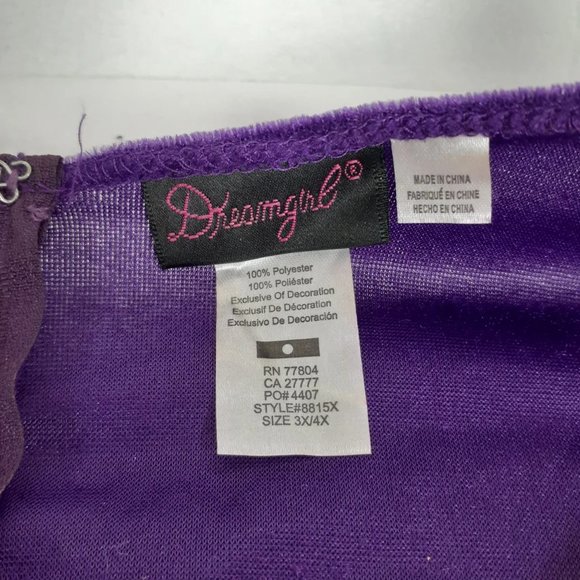 Dreamgirl®
MADE IN CHINA
FABRIQUÉ EN CHINE
HECHO EN CHINA
100% Polyester
100% Poliéster
Exclusive Of Decoration
Exclusif De Décoration
Exclusivo De Decoración
RN 77804
CA 27777
PO# 4407
STYLE#8815X
SIZE 3X/4X